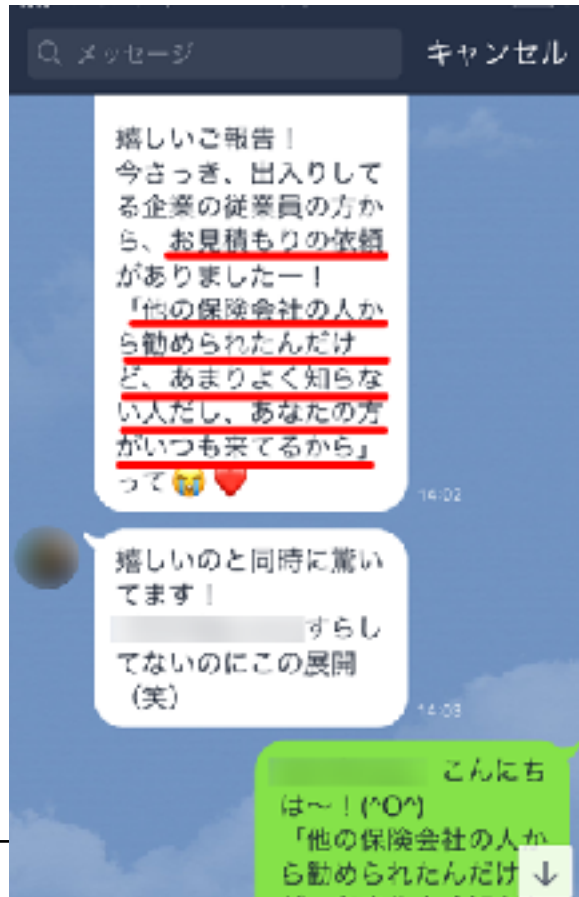 メッセージ
キャンセル
嬉しいご報告！
今さっき、出入りして
る企業の従業員の方か
ら、お見積もりの依頼
がありましたー！
「他の保険会社の人か
ら勧められたんだけ
ど、あまりよく知らな
い人だし、あなたの方
がいつも来てるから」
って😭❤️
14:02
嬉しいのと同時に驚い
てます！
すらし
てないのにこの展開
（笑）
14:03
こんにち
は〜！(^O^)
「他の保険会社の人か
ら勧められたんだけ